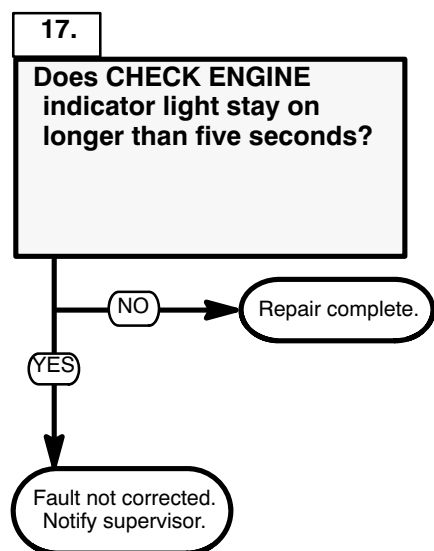 17.
Does CHECK ENGINE
indicator light stay on
longer than five seconds?
NO
Repair complete.
YES
Fault not corrected.
Notify supervisor.